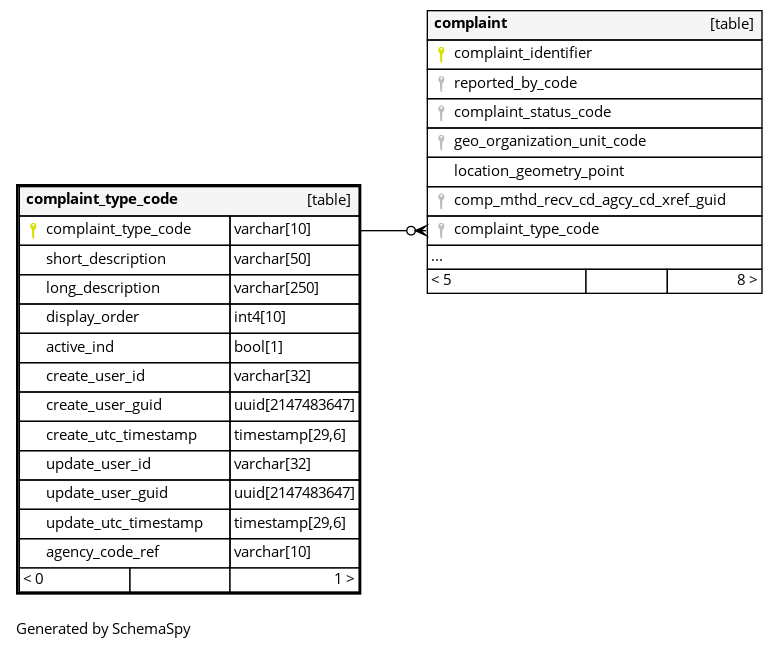 complaint [table]
complaint_identifier
reported_by_code
complaint_status_code
geo_organization_unit_code
location_geometry_point
comp_mthd_recv_cd_agcy_cd_xref_guid
complaint_type_code
...
< 5 8 >
complaint_type_code [table]
complaint_type_code varchar[10]
short_description varchar[50]
long_description varchar[250]
display_order int4[10]
active_ind bool[1]
create_user_id varchar[32]
create_user_guid uuid[2147483647]
create_utc_timestamp timestamp[29,6]
update_user_id varchar[32]
update_user_guid uuid[2147483647]
update_utc_timestamp timestamp[29,6]
agency_code_ref varchar[10]
< 0 1 >
Generated by SchemaSpy